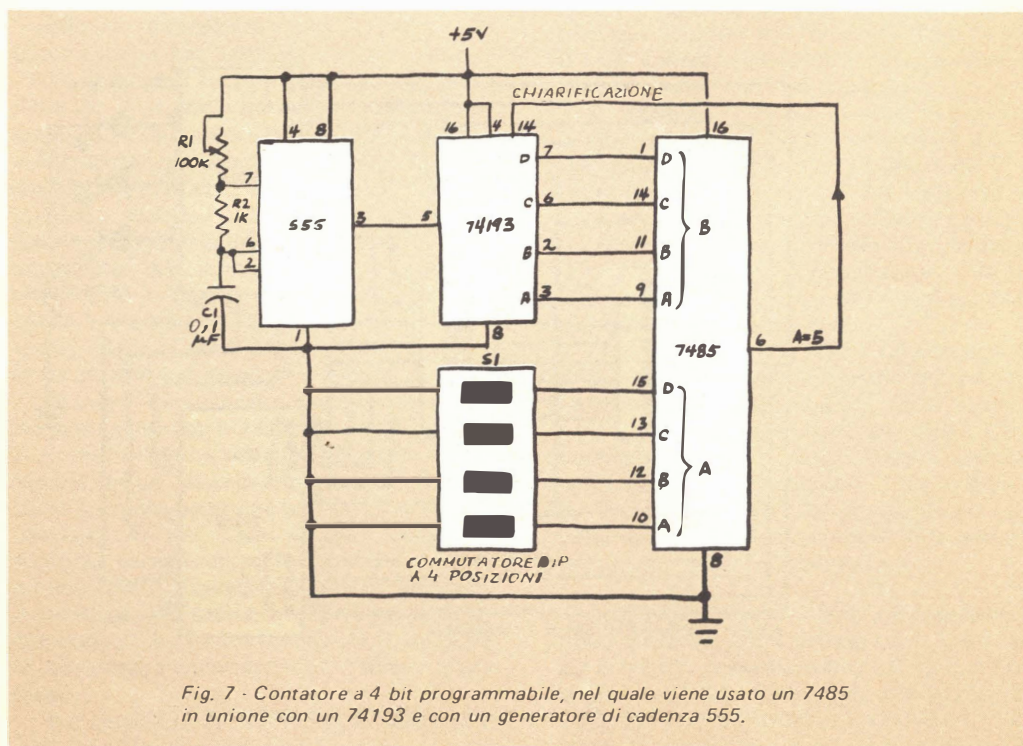 +5V
CHIARIFICAZIONE
4 8 16 4 14 16
R1
100K
7
R2
1K
6
2
C1
0,1
µF
555
3
1
5
74193
D 7
C 6
B 2
A 3
8
1 D
14 C
11 B
9 A
B
7485
6 A=5
S1
15 D
13 C
12 B
10 A
A
8
COMMUTATORE DIP
A 4 POSIZIONI
Fig. 7 - Contatore a 4 bit programmabile, nel quale viene usato un 7485
in unione con un 74193 e con un generatore di cadenza 555.